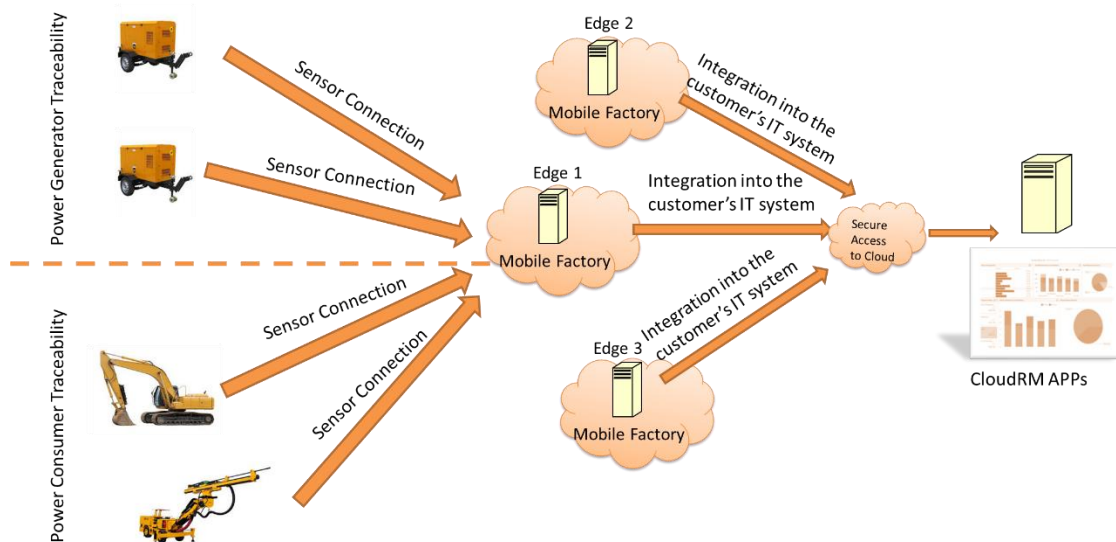 Power Generator Traceability
Sensor Connection
Sensor Connection
Power Consumer Traceability
Sensor Connection
Sensor Connection
Edge 2
Mobile Factory
Edge 1
Mobile Factory
Edge 3
Mobile Factory
Integration into the
customer's IT system
Integration into the
customer's IT system
Integration into the
customer's IT system
Secure
Access
to Cloud
CloudRM APPs